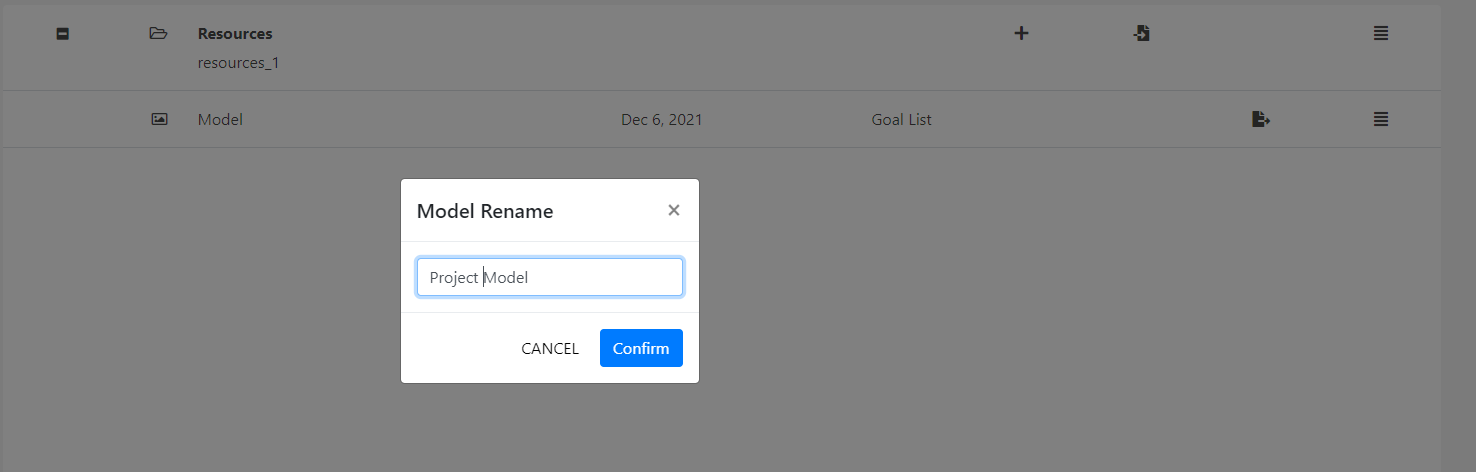 Resources
resources_1
Model Dec 6, 2021 Goal List
Model Rename ×
Project Model
CANCEL Confirm